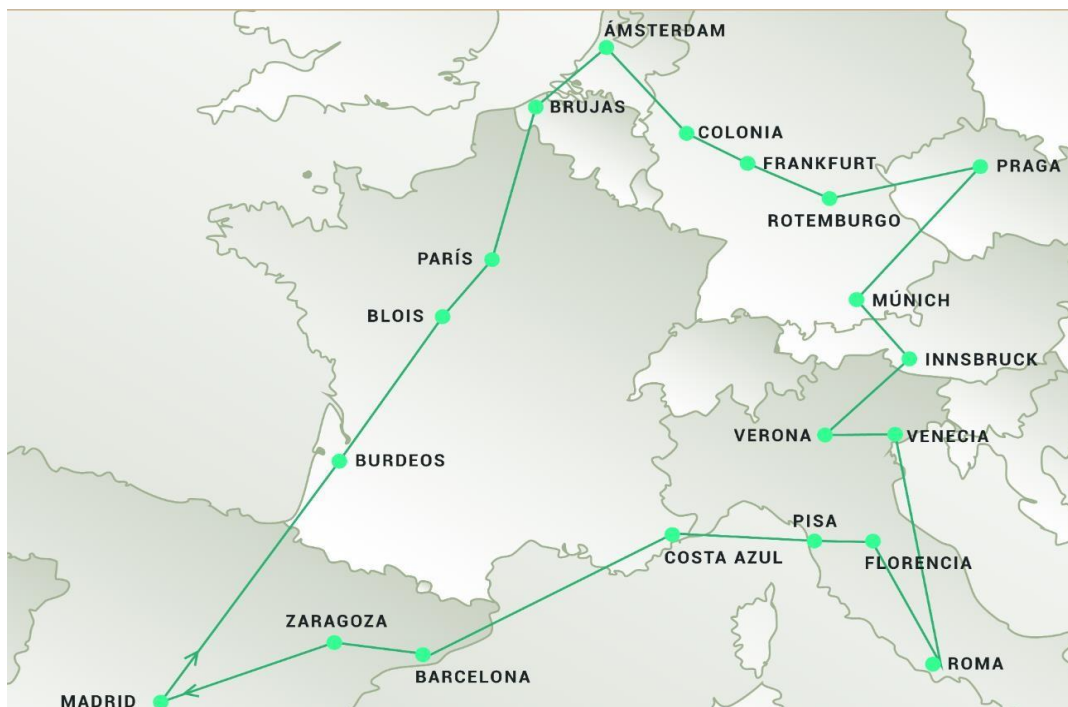 ÁMSTERDAM
BRUJAS
COLONIA
FRANKFURT
PRAGA
ROTEMBURGO
PARÍS
MÚNICH
BLOIS
INNSBRUCK
VERONA
VENECIA
BURDEOS
PISA
COSTA AZUL
FLORENCIA
ZARAGOZA
ROMA
BARCELONA
MADRID